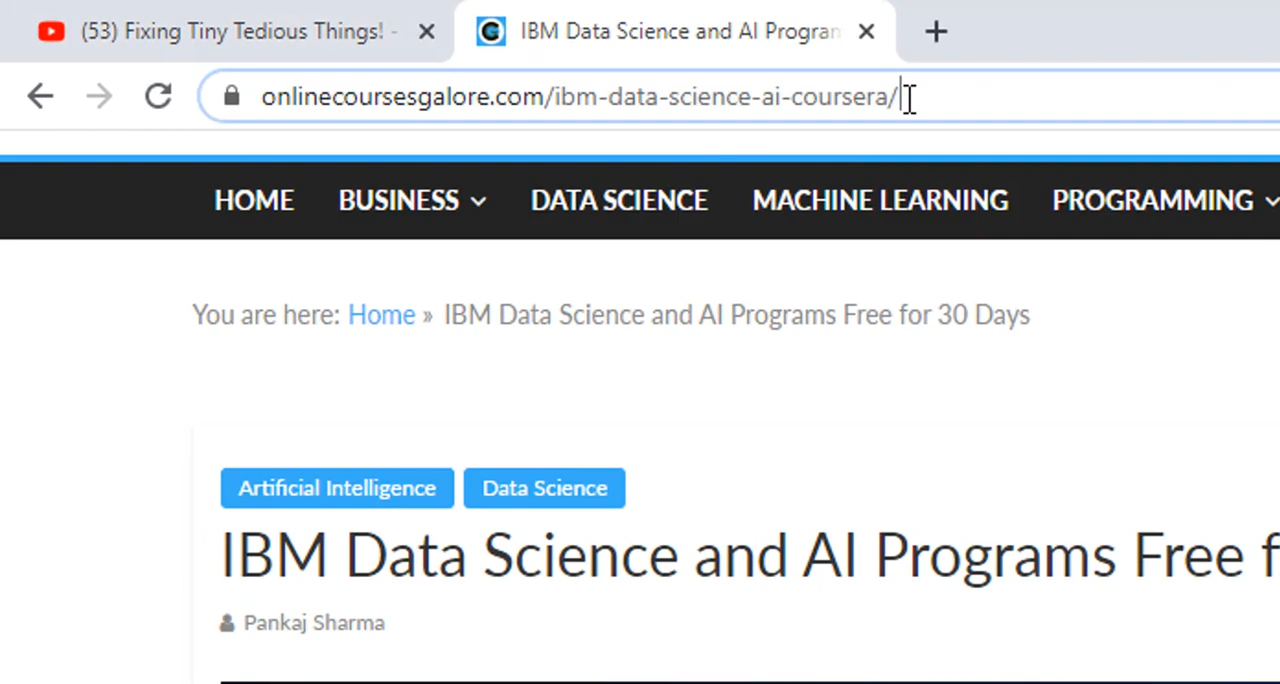 (53) Fixing Tiny Tedious Things! -
IBM Data Science and AI Program
onlinecoursesgalore.com/ibm-data-science-ai-coursera/
HOME BUSINESS DATA SCIENCE MACHINE LEARNING PROGRAMMING
You are here: Home » IBM Data Science and AI Programs Free for 30 Days
Artificial Intelligence Data Science
IBM Data Science and AI Programs Free f
Pankaj Sharma